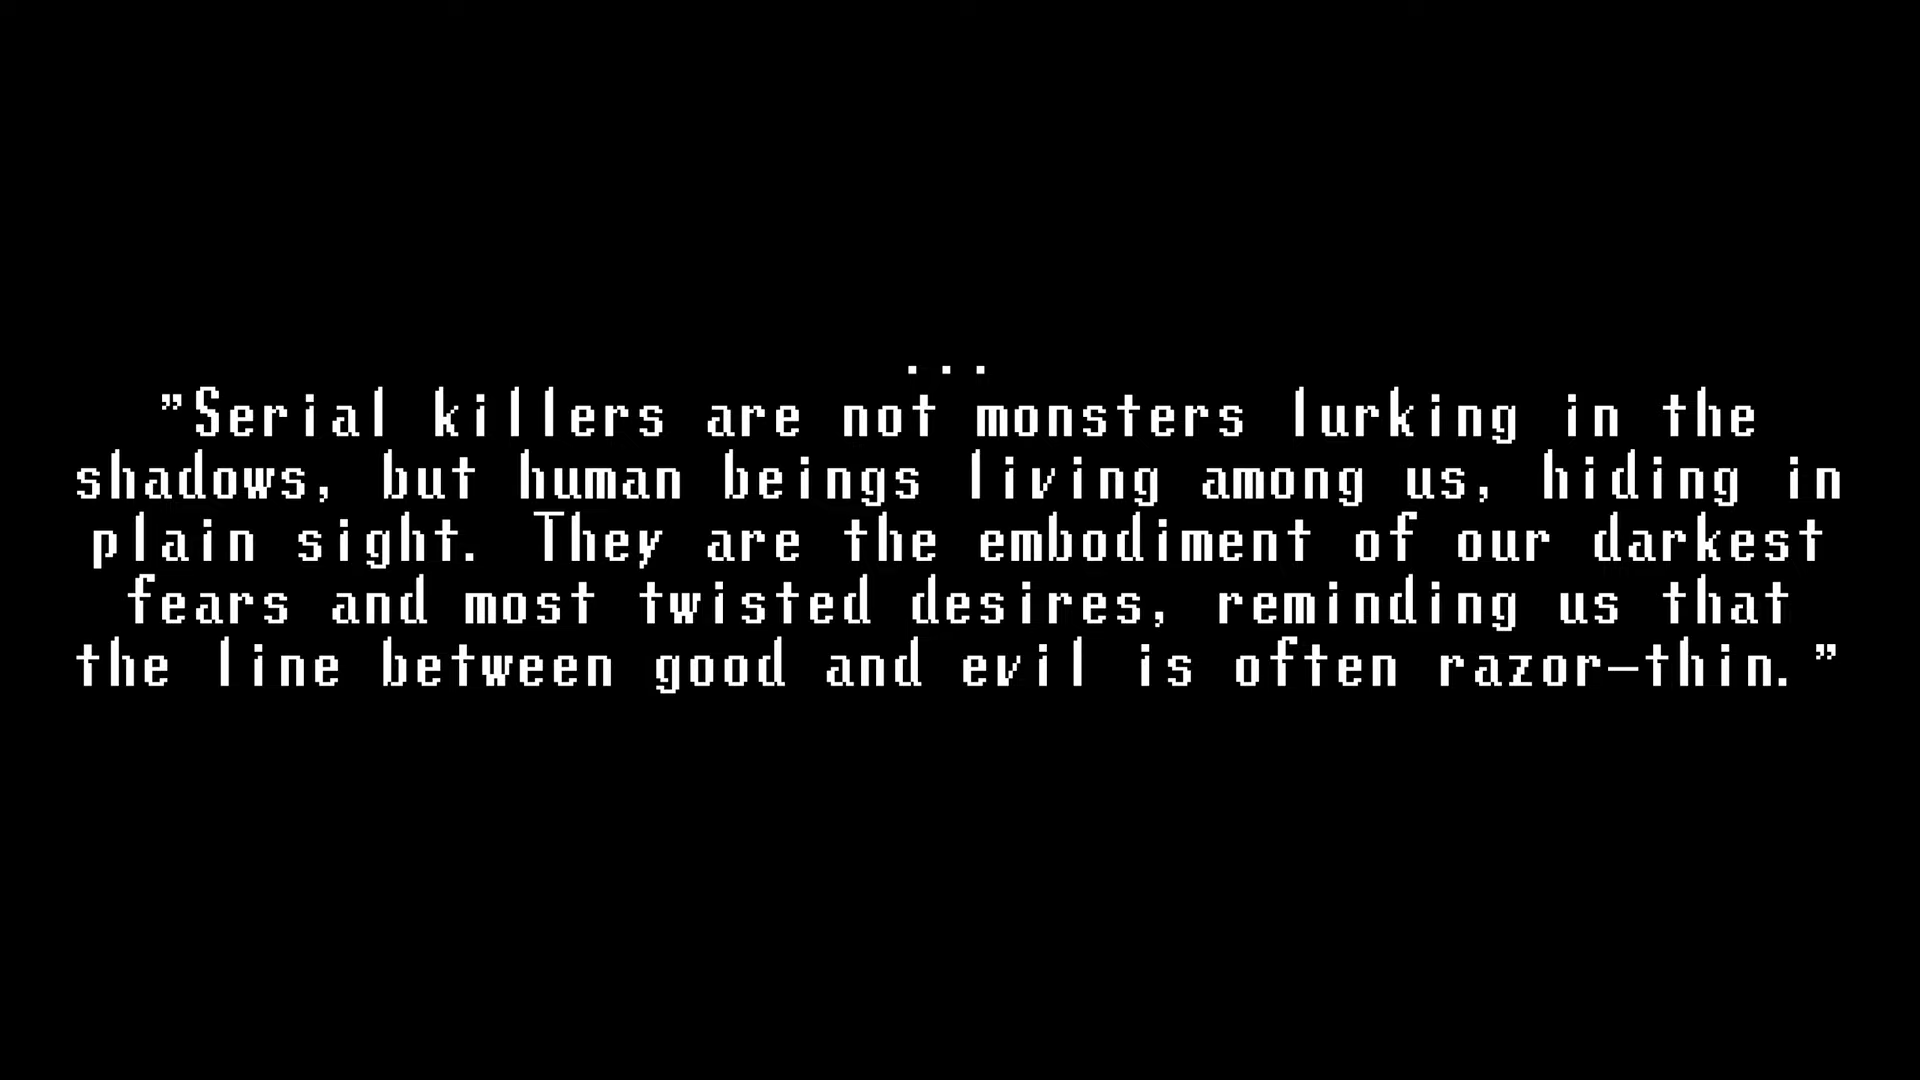 ...
"Serial killers are not monsters lurking in the
shadows, but human beings living among us, hiding in
plain sight. They are the embodiment of our darkest
fears and most twisted desires, reminding us that
the line between good and evil is often razor-thin."